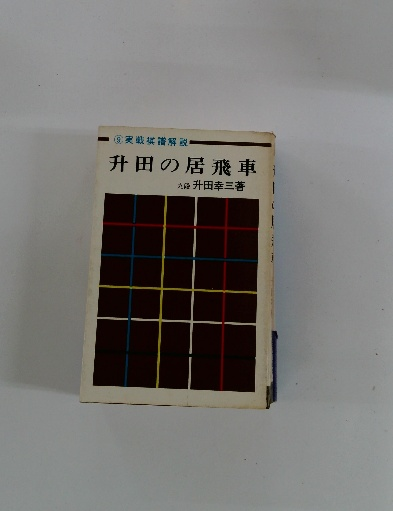 ⑨実戦棋譜解説
升田の居飛車
九段 升田幸三著